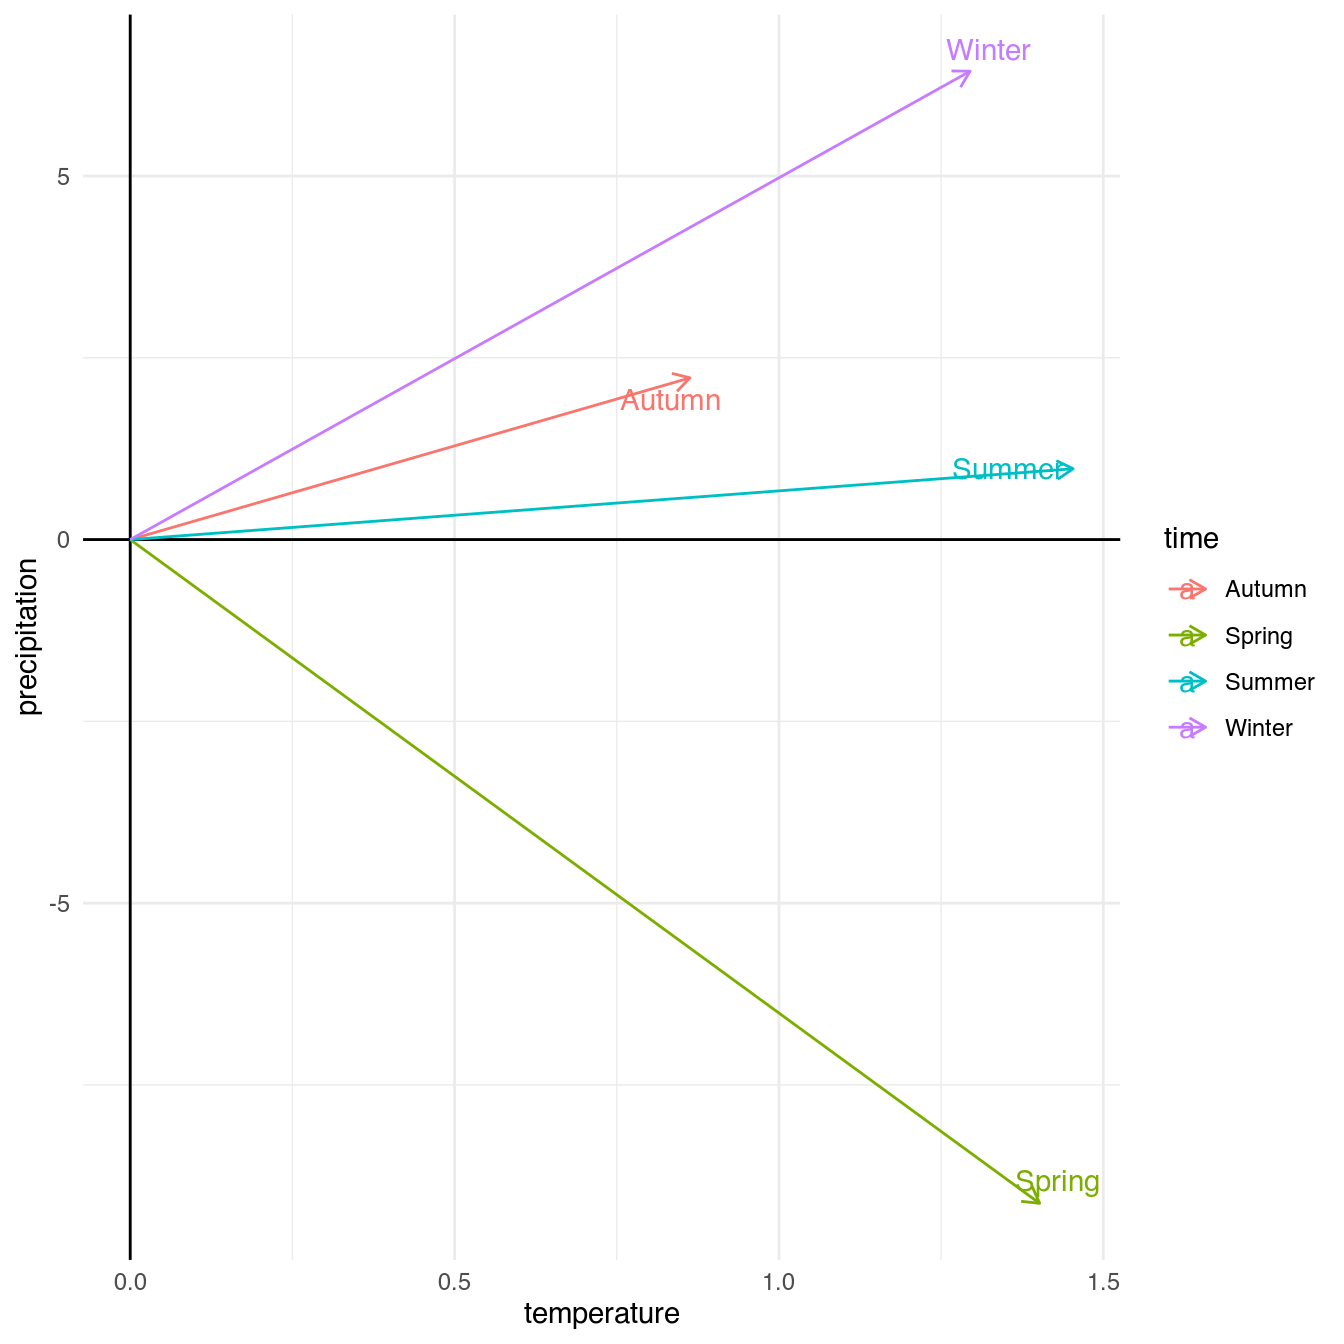 Winter
5
Autumn
Summer
0
time
a Autumn
a Spring
a Summer
a Winter
precipitation
-5
Spring
0.0 0.5 1.0 1.5
temperature